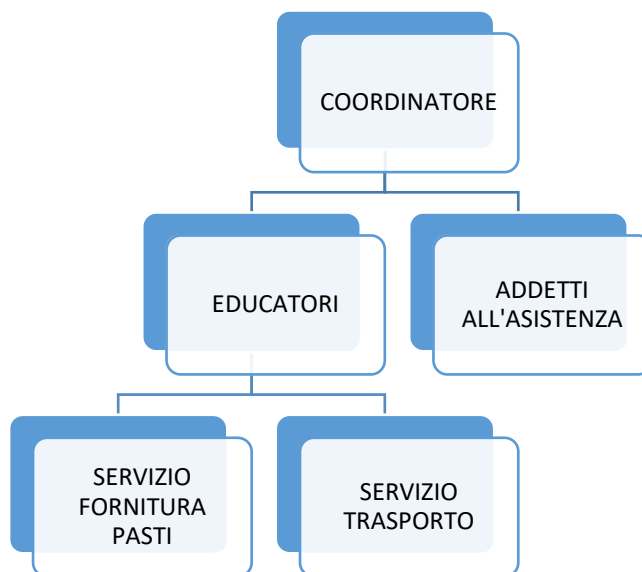 COORDINATORE
EDUCATORI
ADDETTI
ALL'ASISTENZA
SERVIZIO
FORNITURA
PASTI
SERVIZIO
TRASPORTO